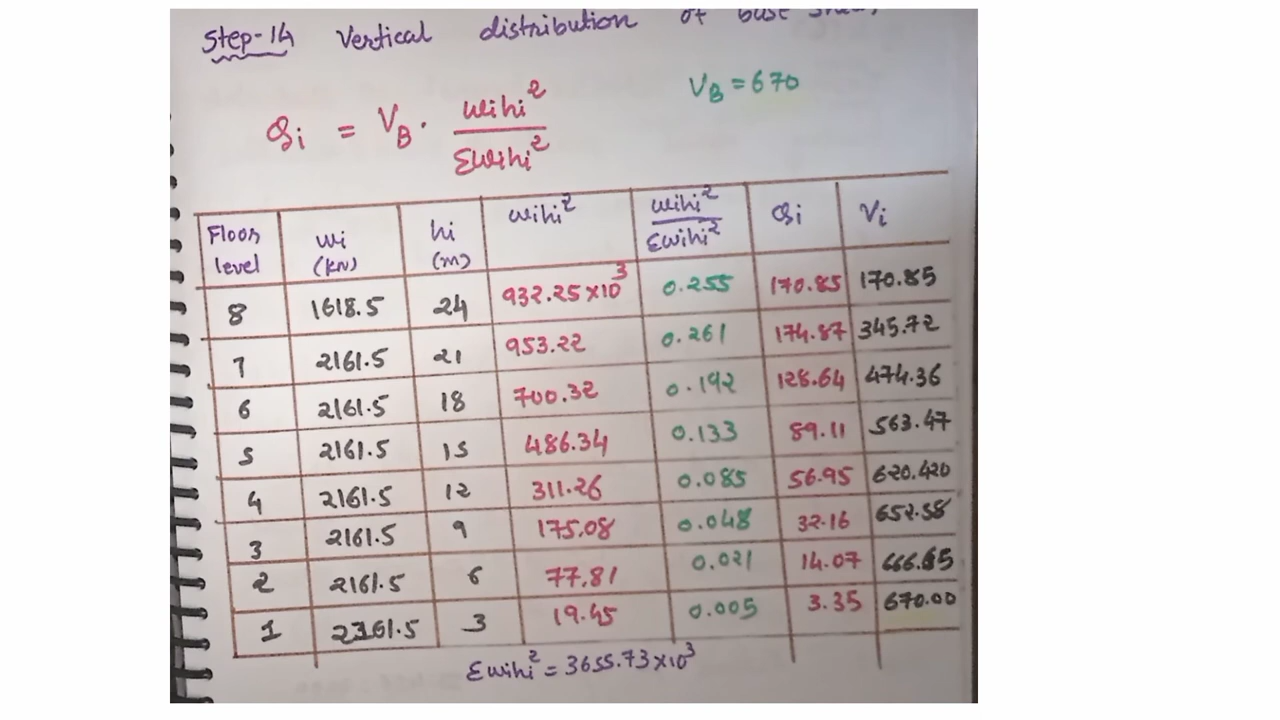 Step-14 Vertical distribution of base shear
VB = 670
Qi = VB · wihi² / Σwihi²
Floor level | wi (kN) | hi (m) | wihi² | wihi² / Σwihi² | Qi | Vi
8 | 1618.5 | 24 | 932.25×10³ | 0.255 | 170.85 | 170.85
7 | 2161.5 | 21 | 953.22 | 0.261 | 174.87 | 345.72
6 | 2161.5 | 18 | 700.32 | 0.192 | 128.64 | 474.36
5 | 2161.5 | 15 | 486.34 | 0.133 | 89.11 | 563.47
4 | 2161.5 | 12 | 311.26 | 0.085 | 56.95 | 620.420
3 | 2161.5 | 9 | 175.08 | 0.048 | 32.16 | 652.58
2 | 2161.5 | 6 | 77.81 | 0.021 | 14.07 | 666.65
1 | 2161.5 | 3 | 19.45 | 0.005 | 3.35 | 670.00
Σwihi² = 3655.73×10³